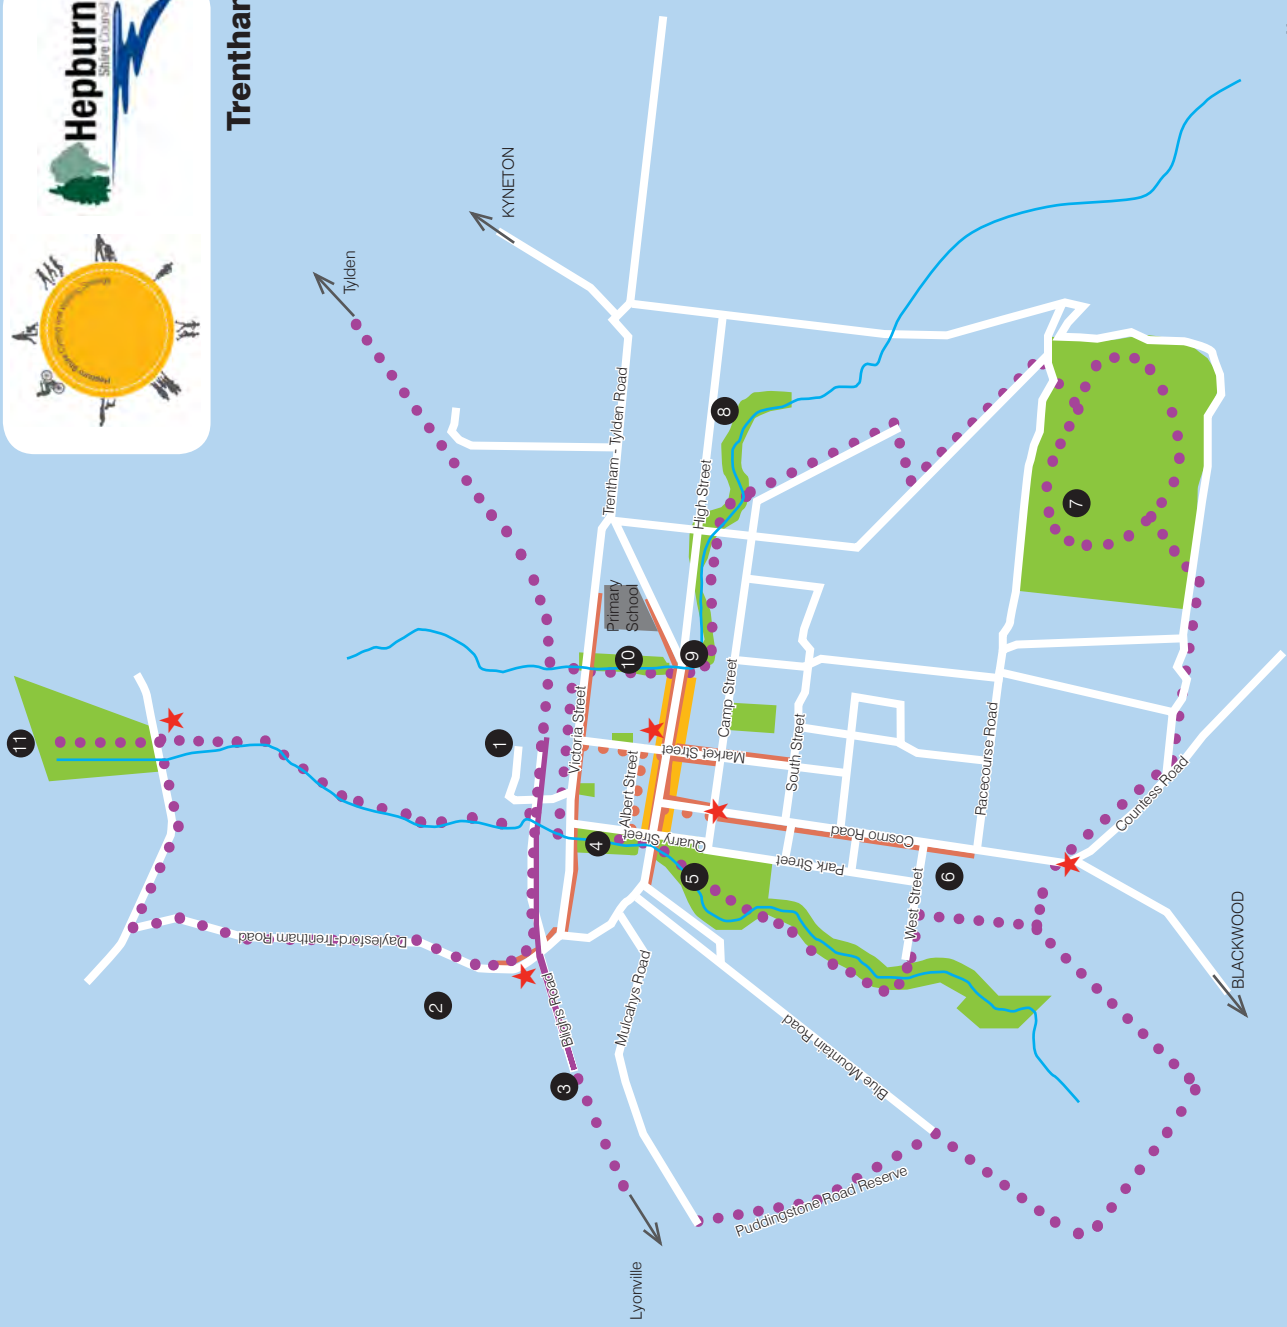 Hepburn
Shire Council
Trentham
KYNETON
Tylden
Trentham - Tylden Road
High Street
Primary
School
Victoria Street
Albert Street
Market Street
Camp Street
South Street
Quarry Street
Cosmo Road
Park Street
West Street
Racecourse Road
Countess Road
Daylesford-Trentham Road
Blighs Road
Mulcahys Road
Blue Mountain Road
Puddingstone Road Reserve
Lyonville
BLACKWOOD
1
2
3
4
5
6
7
8
9
10
11